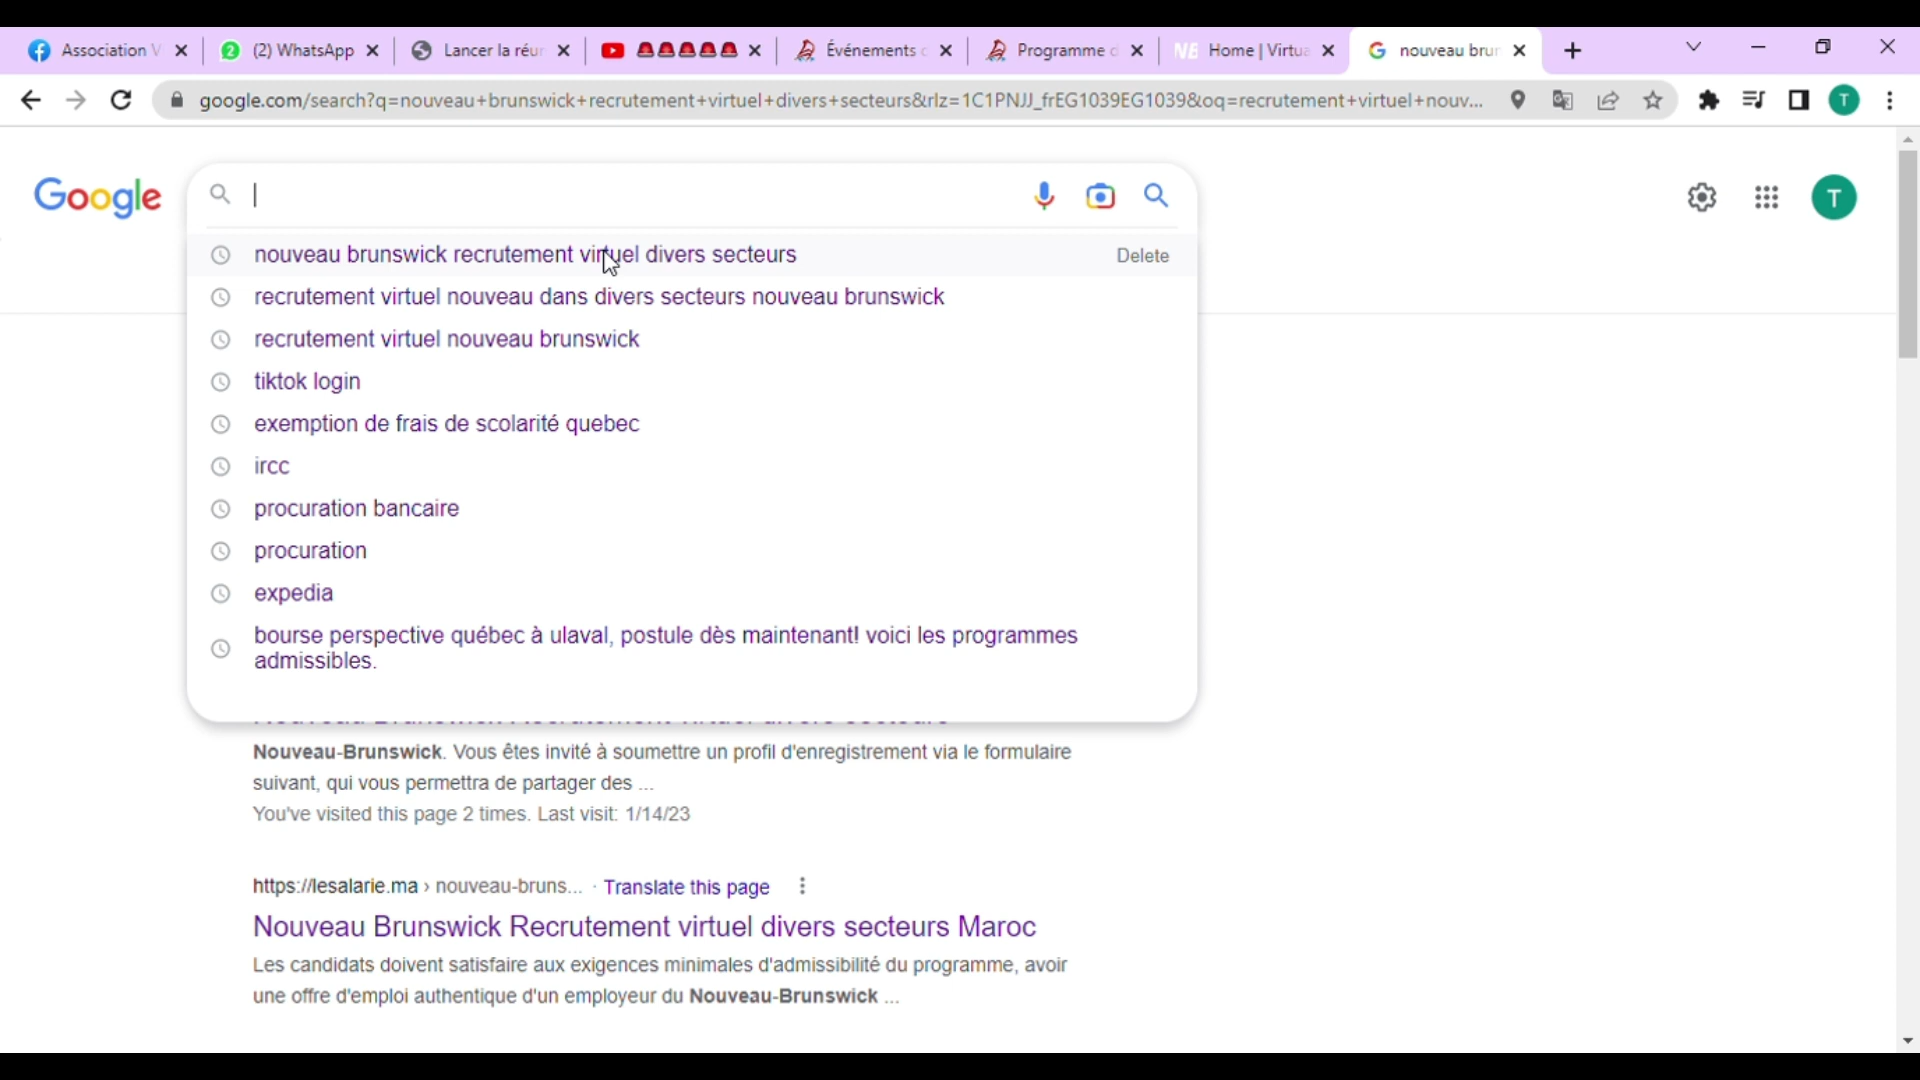 Association V
2 (2) WhatsApp
Lancer la réu
Événements
Programme
NB Home | Virtua
nouveau brun
google.com/search?q=nouveau+brunswick+recrutement+virtuel+divers+secteurs&rlz=1C1PNJJ_frEG1039EG1039&oq=recrutement+virtuel+nouv...
T
Google
T
nouveau brunswick recrutement virtuel divers secteurs Delete
recrutement virtuel nouveau dans divers secteurs nouveau brunswick
recrutement virtuel nouveau brunswick
tiktok login
exemption de frais de scolarité quebec
ircc
procuration bancaire
procuration
expedia
bourse perspective québec à ulaval, postule dès maintenant! voici les programmes
admissibles.
Nouveau-Brunswick. Vous êtes invité à soumettre un profil d'enregistrement via le formulaire
suivant, qui vous permettra de partager des ...
You've visited this page 2 times. Last visit: 1/14/23
https://lesalarie.ma › nouveau-bruns... · Translate this page
Nouveau Brunswick Recrutement virtuel divers secteurs Maroc
Les candidats doivent satisfaire aux exigences minimales d'admissibilité du programme, avoir
une offre d'emploi authentique d'un employeur du Nouveau-Brunswick ...